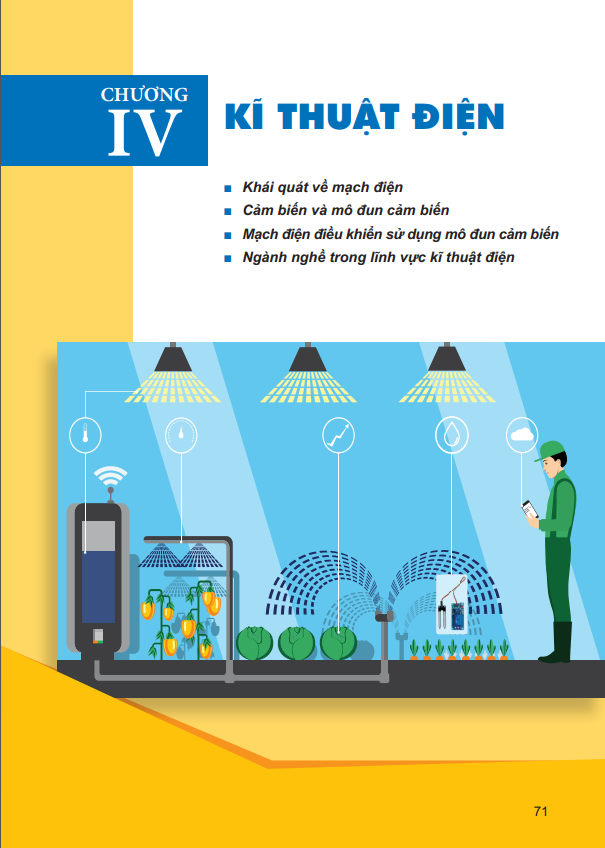 CHƯƠNG
IV
KĨ THUẬT ĐIỆN
Khái quát về mạch điện
Cảm biến và mô đun cảm biến
Mạch điện điều khiển sử dụng mô đun cảm biến
Ngành nghề trong lĩnh vực kĩ thuật điện
71